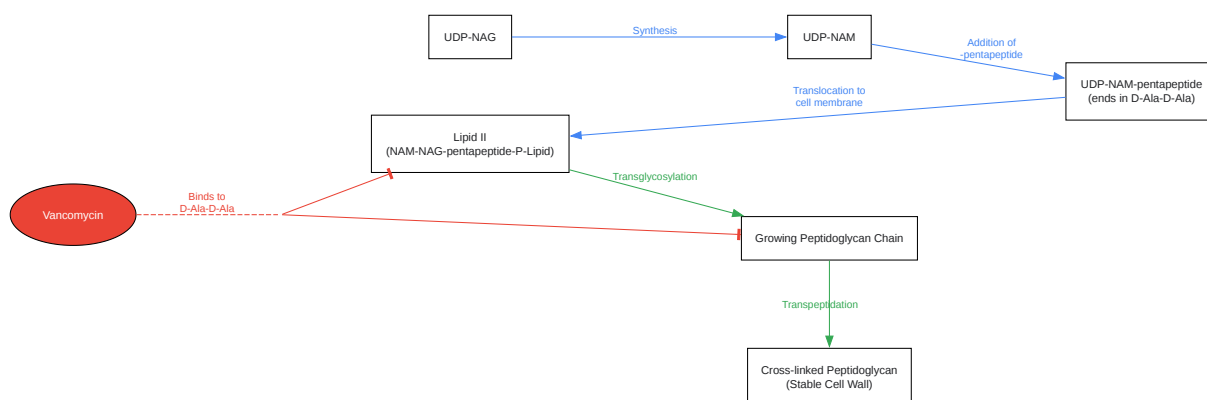 UDP-NAG
Synthesis
UDP-NAM
Addition of
-pentapeptide
UDP-NAM-pentapeptide
(ends in D-Ala-D-Ala)
Translocation to
cell membrane
Lipid II
(NAM-NAG-pentapeptide-P-Lipid)
Transglycosylation
Vancomycin
Binds to
D-Ala-D-Ala
Growing Peptidoglycan Chain
Transpeptidation
Cross-linked Peptidoglycan
(Stable Cell Wall)